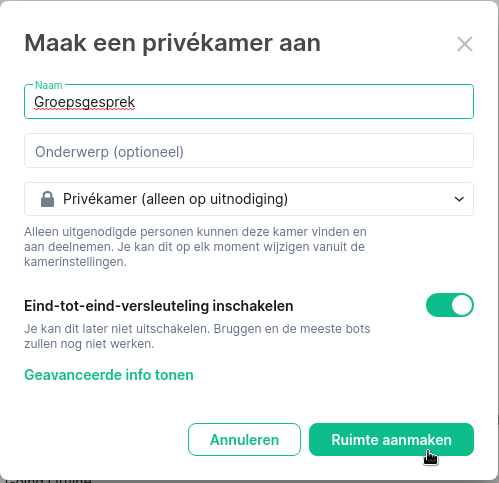 Maak een privékamer aan
Naam
Groepsgesprek
Onderwerp (optioneel)
Privékamer (alleen op uitnodiging)
Alleen uitgenodigde personen kunnen deze kamer vinden en
aan deelnemen. Je kan dit op elk moment wijzigen vanuit de
kamerinstellingen.
Eind-tot-eind-versleuteling inschakelen
Je kan dit later niet uitschakelen. Bruggen en de meeste bots
zullen nog niet werken.
Geavanceerde info tonen
Annuleren
Ruimte aanmaken